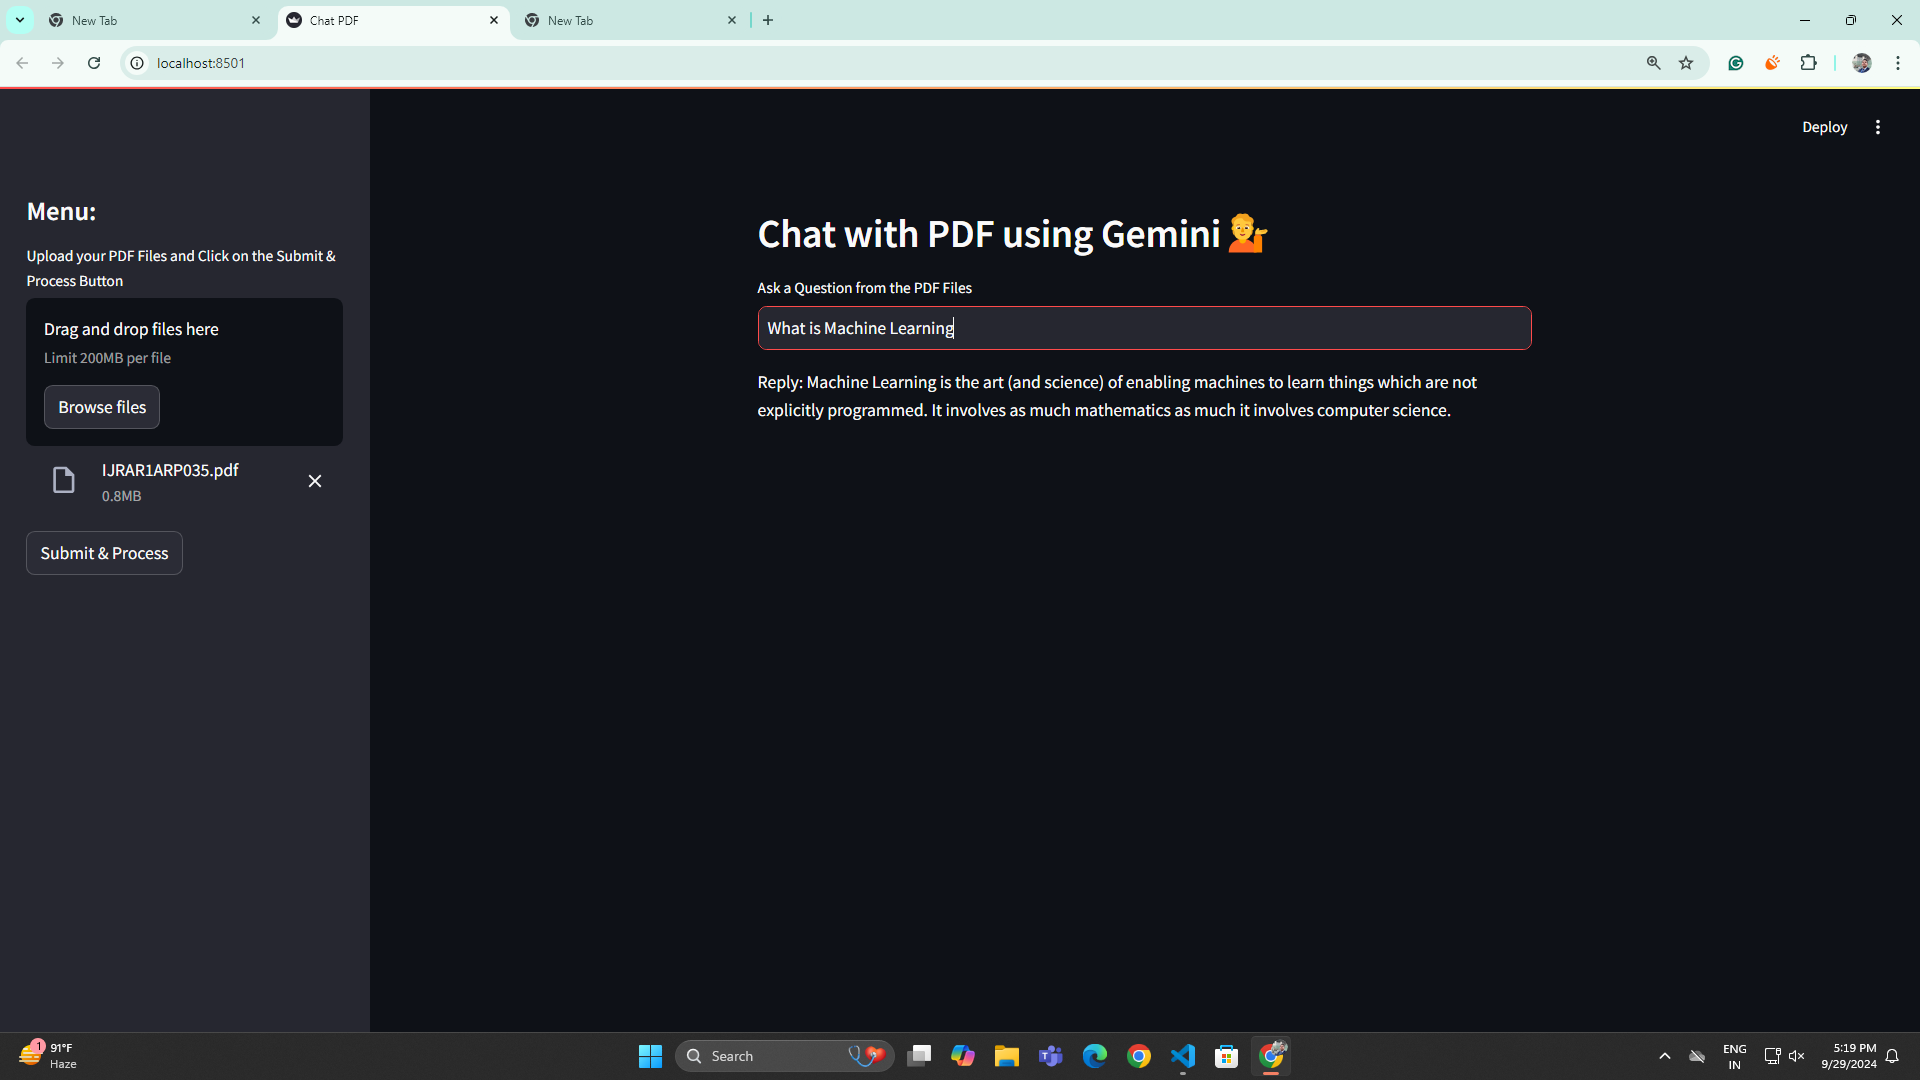 New Tab
Chat PDF
New Tab
localhost:8501
Deploy
Menu:
Upload your PDF Files and Click on the Submit &
Process Button
Drag and drop files here
Limit 200MB per file
Browse files
IJRAR1ARP035.pdf
0.8MB
Submit & Process
Chat with PDF using Gemini
Ask a Question from the PDF Files
What is Machine Learning
Reply: Machine Learning is the art (and science) of enabling machines to learn things which are not
explicitly programmed. It involves as much mathematics as much it involves computer science.
1
91°F
Haze
Search
ENG
IN
5:19 PM
9/29/2024